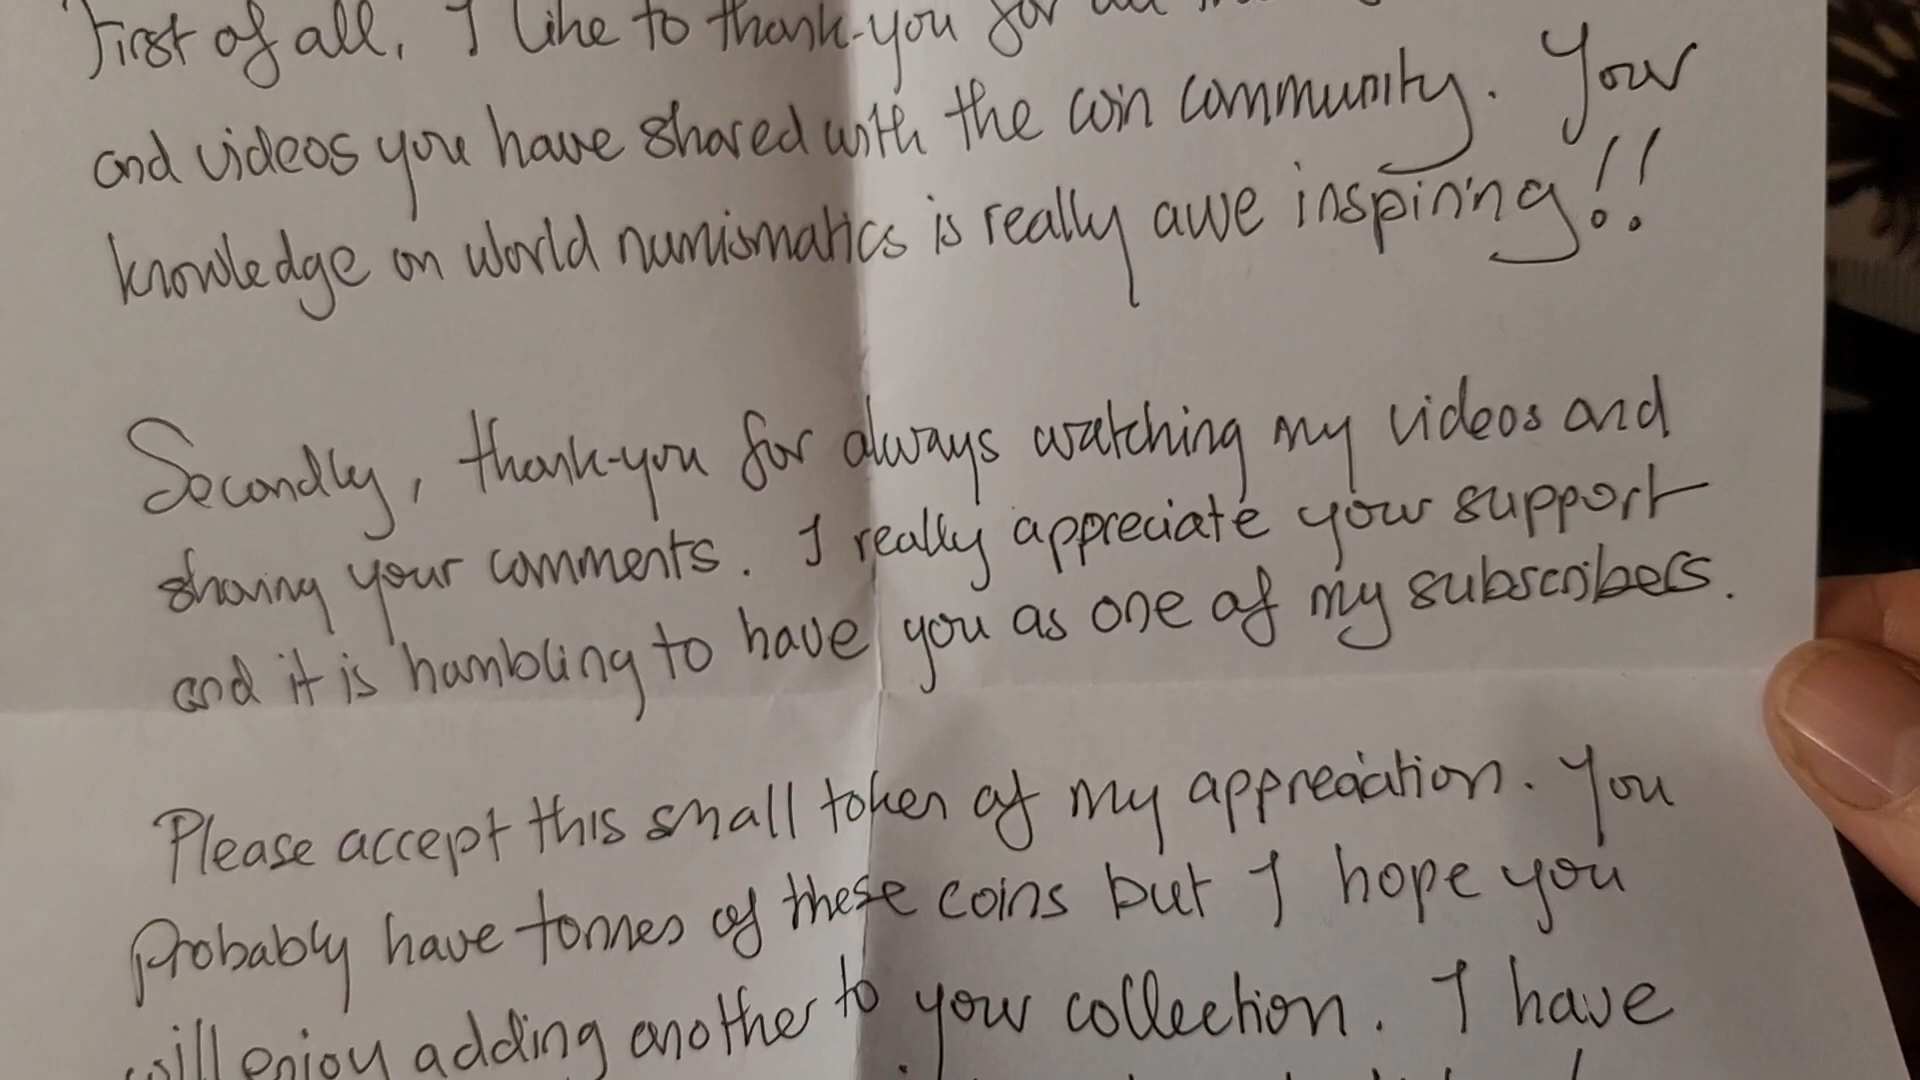 First of all, I like to thank-you for all
and videos you have shared with the coin community. Your
knowledge on world numismatics is really awe inspiring!!
Secondly, thank-you for always watching my videos and
sharing your comments. I really appreciate your support
and it is humbling to have you as one of my subscribers.
Please accept this small token of my appreciation. You
probably have tonnes of these coins but I hope you
will enjoy adding another to your collection. I have